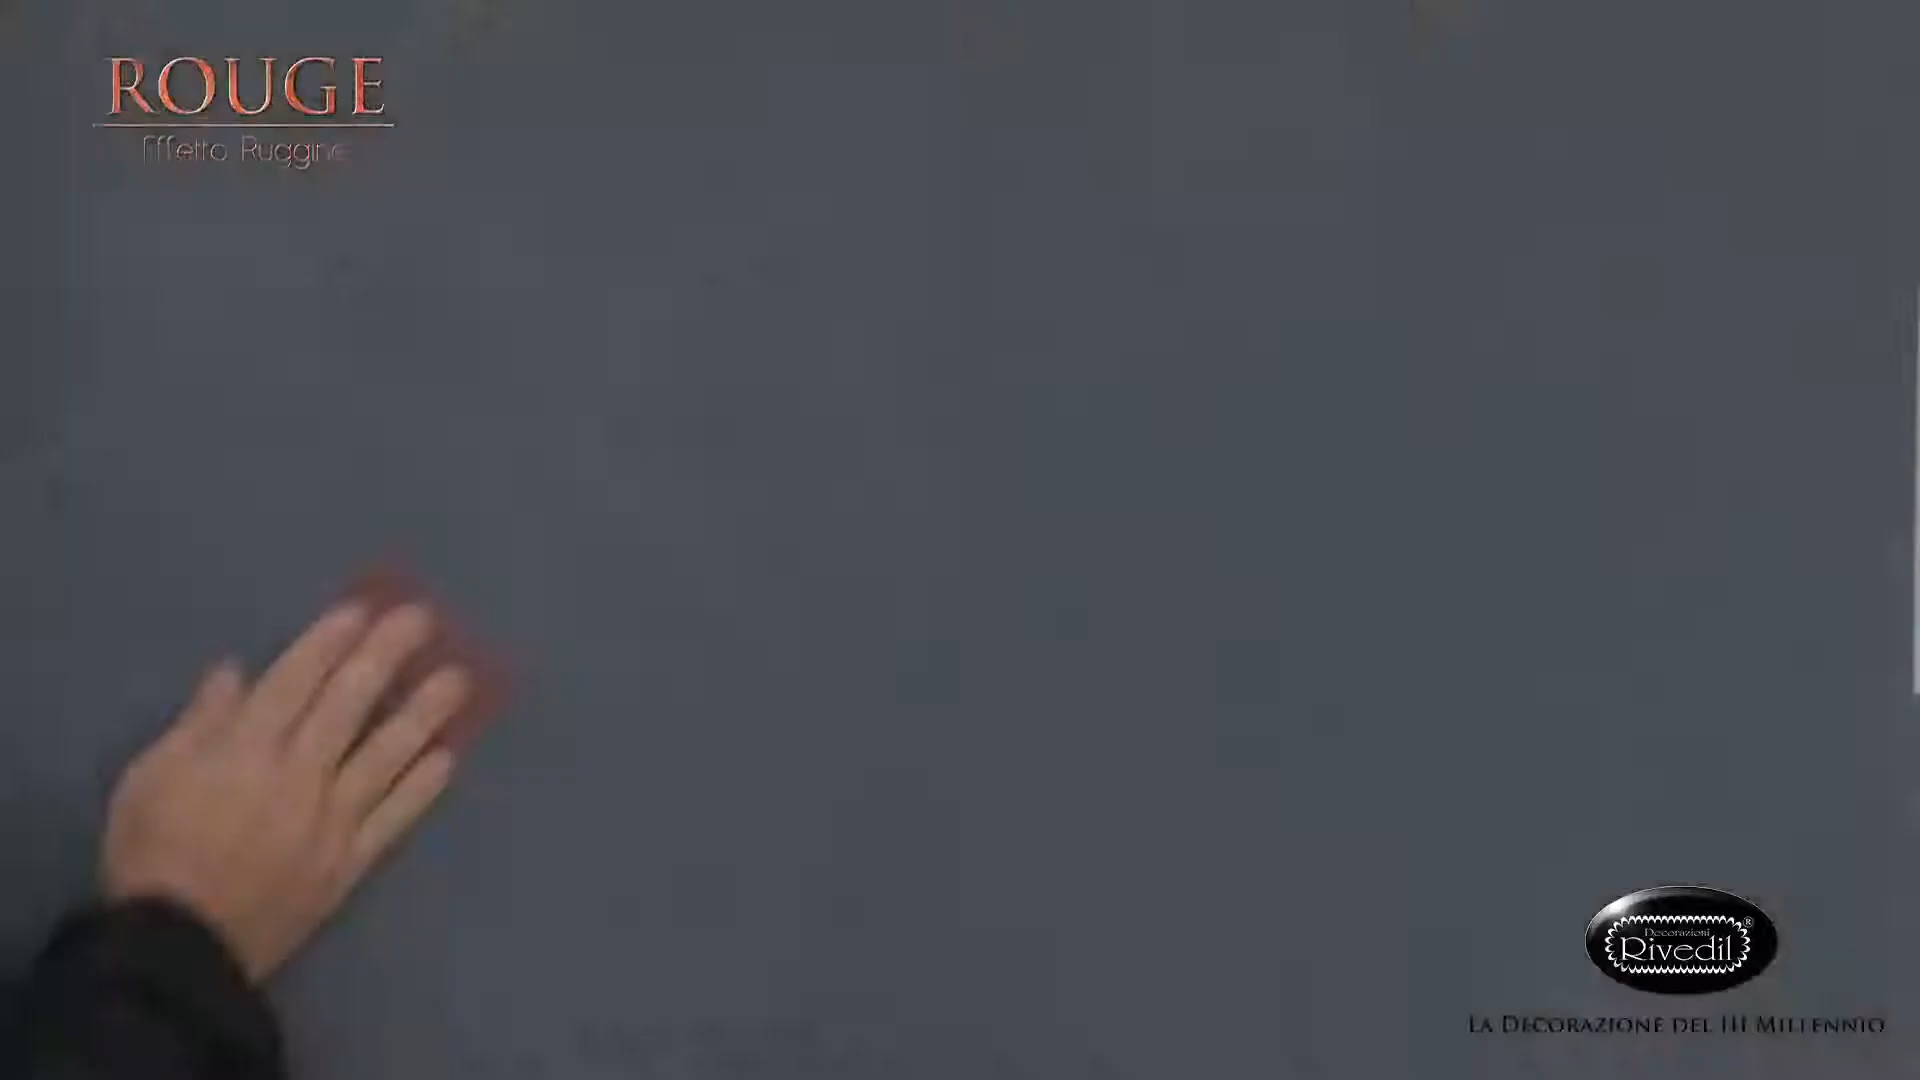 ROUGE
Effetto Ruggine
Decorazioni
Rivedil®
La Decorazione del III Millennio